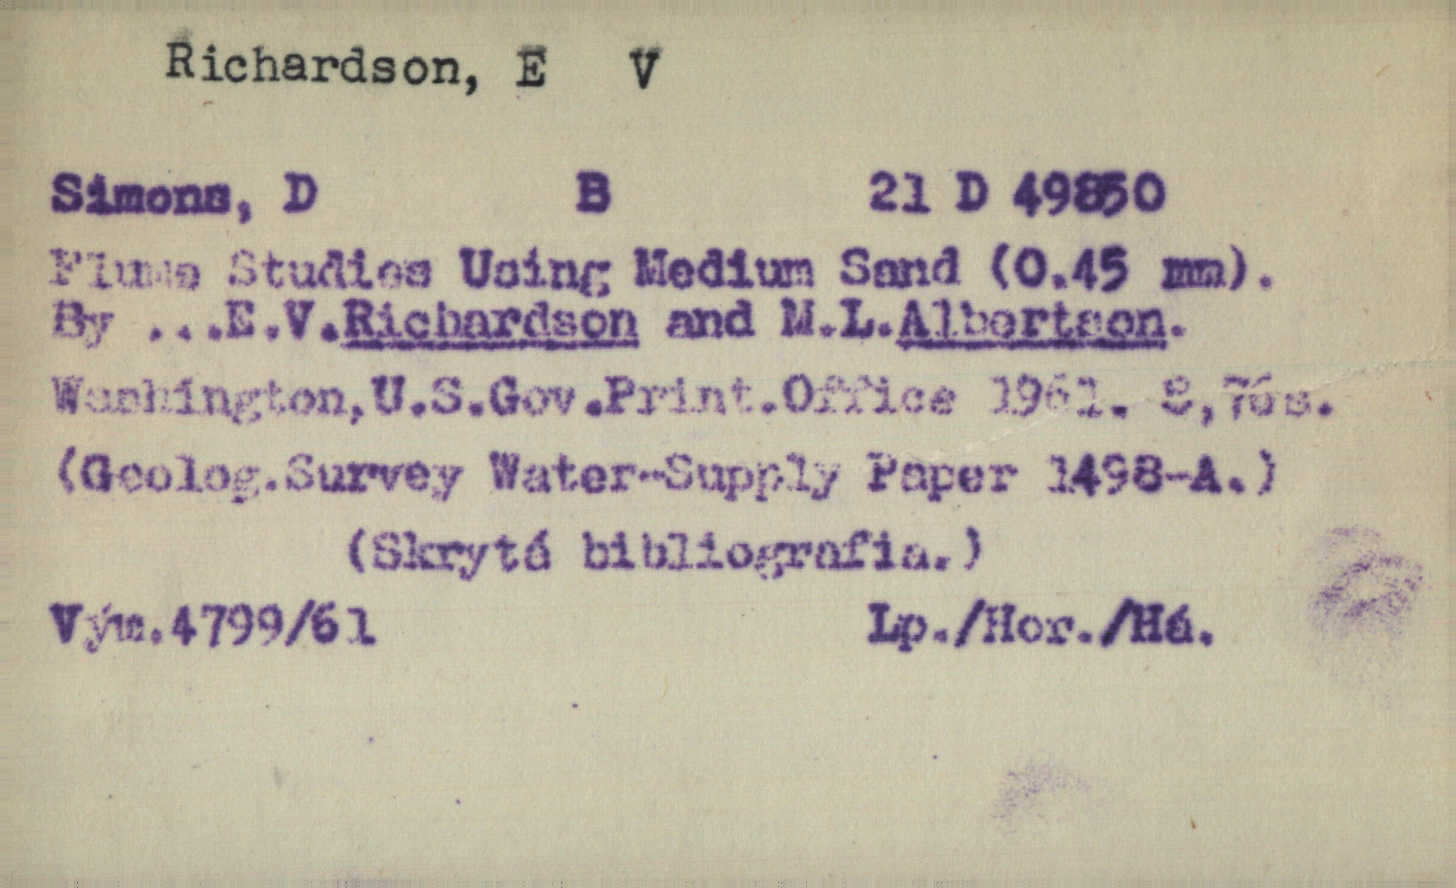 Richardson, E V
Simons, D B 21 D 49850
Flume Studies Using Medium Sand (0.45 mm).
By ...E.V.Richardson and M.L.Albertson.
Washington,U.S.Gov.Print.Office 1961. 8,76s.
(Geolog.Survey Water-Supply Paper 1498-A.)
(Skrytá bibliografia.)
Vým.4799/61 Lp./Hor./Há.